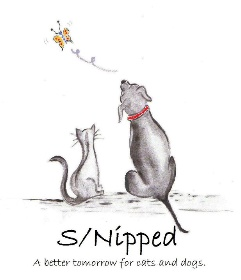 S/Nipped
A better tomorrow for cats and dogs.